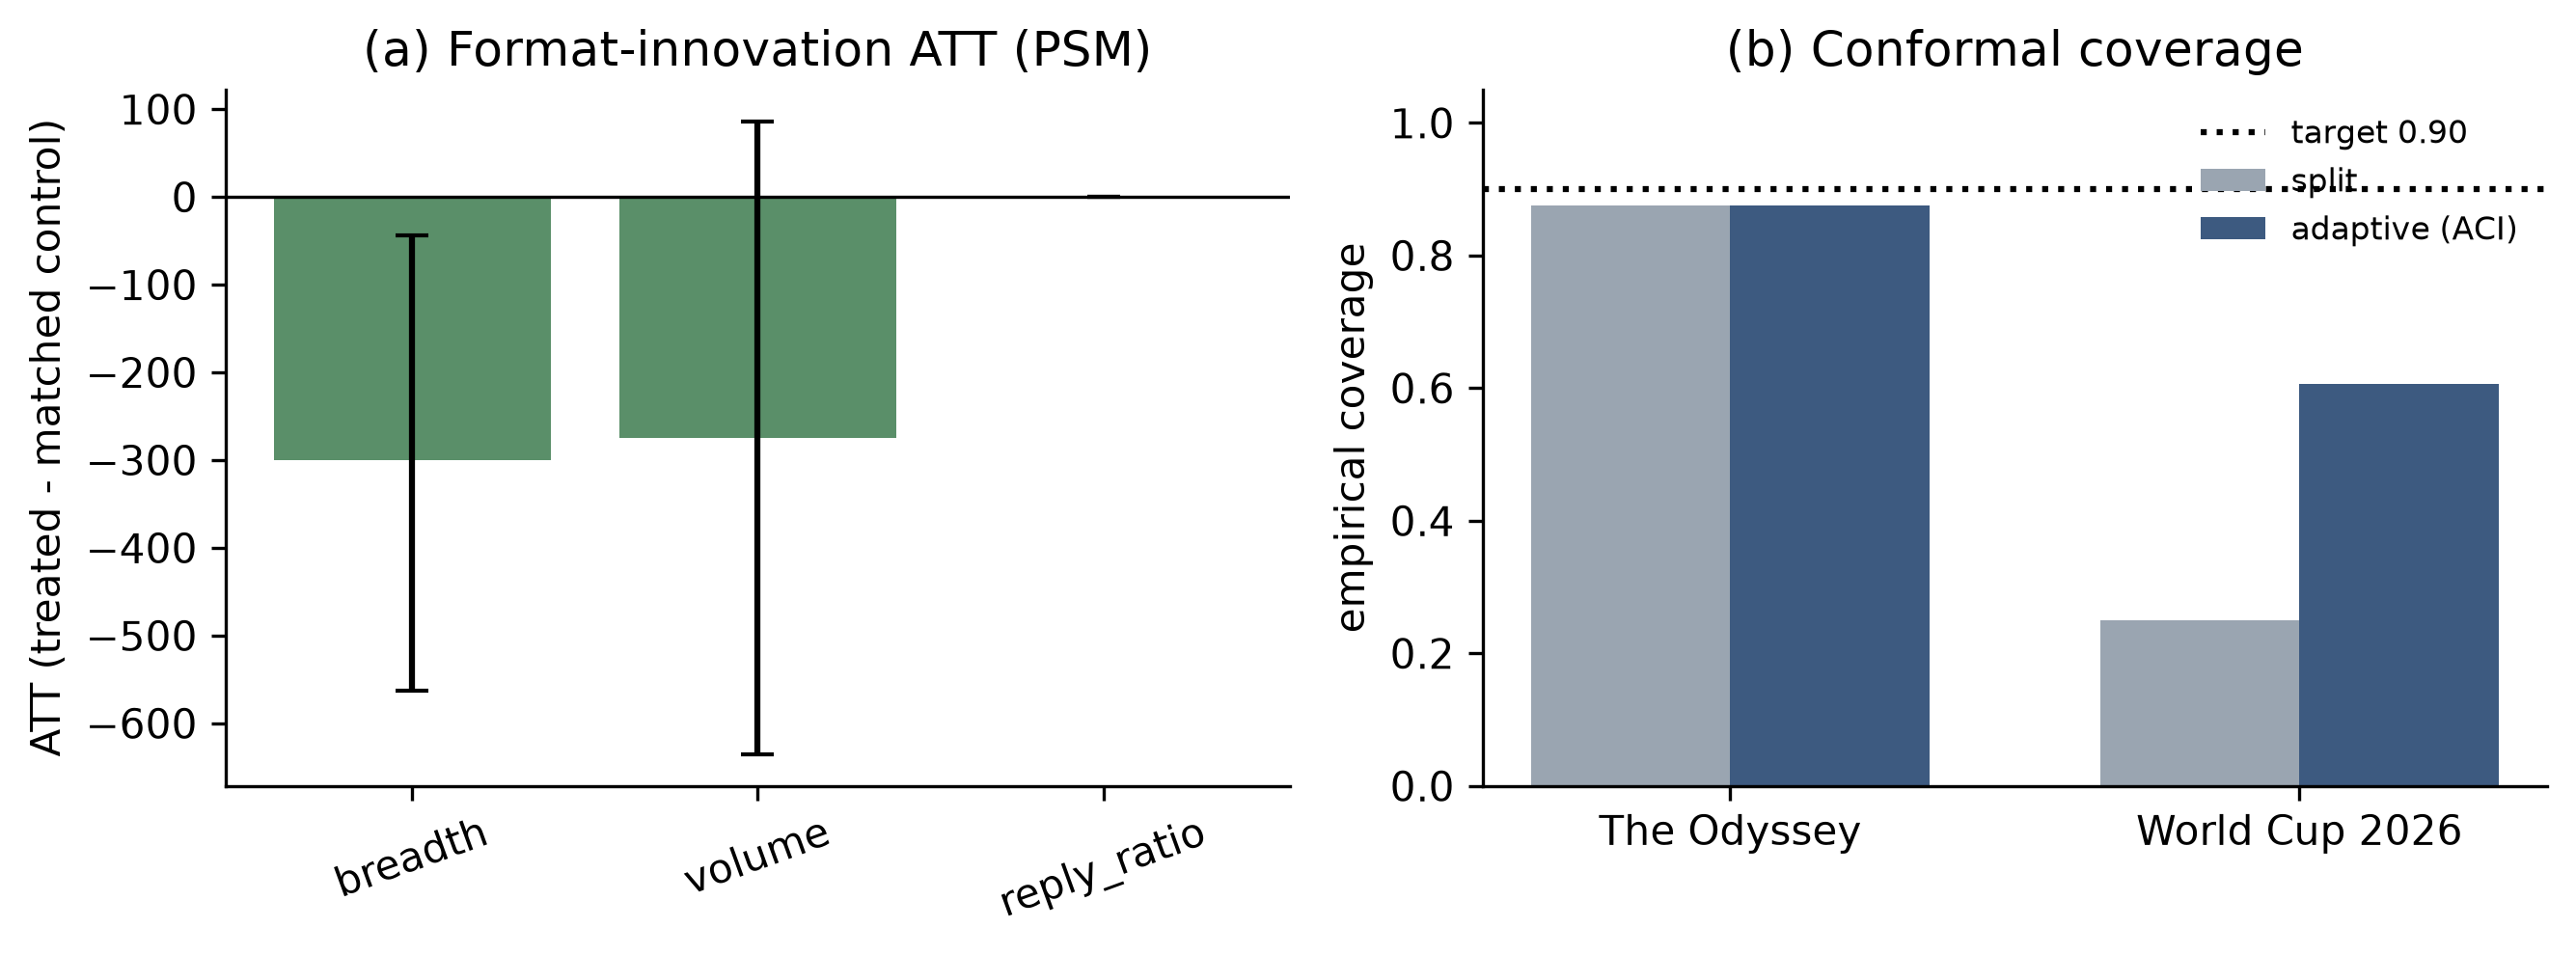 (a) Format-innovation ATT (PSM)
ATT (treated - matched control)
100
0
−100
−200
−300
−400
−500
−600
breadth
volume
reply_ratio
(b) Conformal coverage
empirical coverage
1.0
0.8
0.6
0.4
0.2
0.0
target 0.90
split
adaptive (ACI)
The Odyssey
World Cup 2026